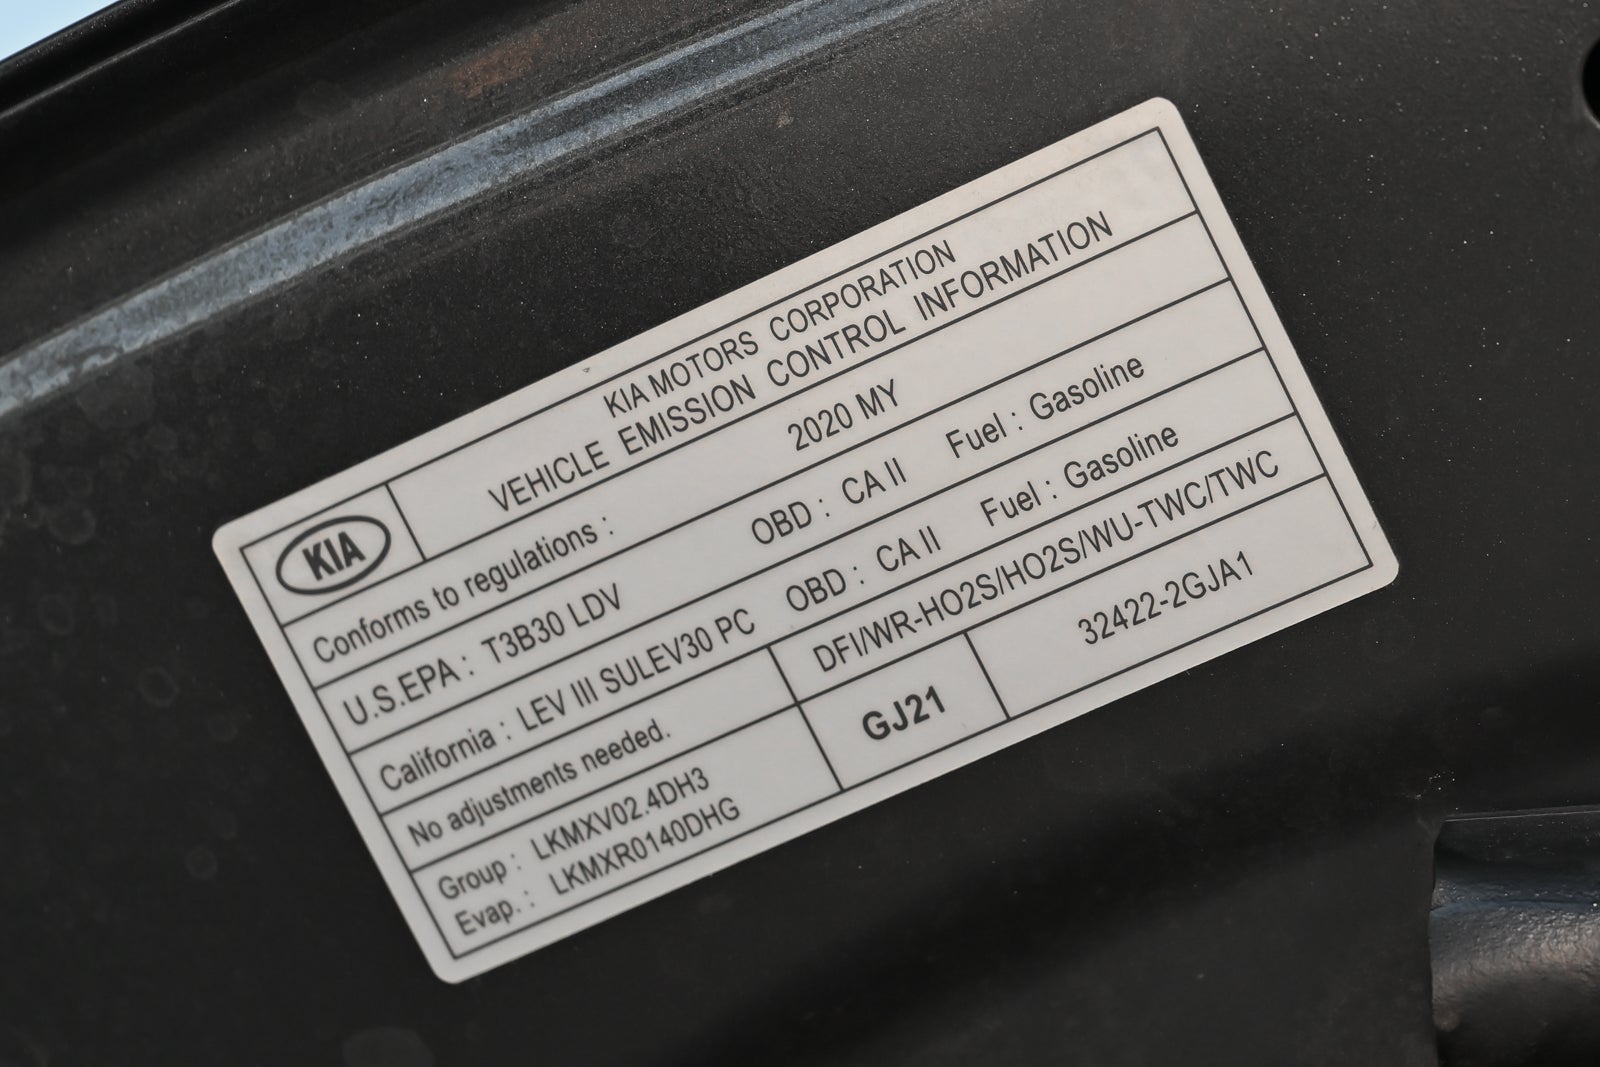 KIA
KIA MOTORS CORPORATION
VEHICLE EMISSION CONTROL INFORMATION
Conforms to regulations : 2020 MY
U.S.EPA : T3B30 LDV OBD : CA II Fuel : Gasoline
California : LEV III SULEV30 PC OBD : CA II Fuel : Gasoline
No adjustments needed. DFI/WR-HO2S/HO2S/WU-TWC/TWC
Group : LKMXV02.4DH3
Evap. : LKMXR0140DHG
GJ21
32422-2GJA1